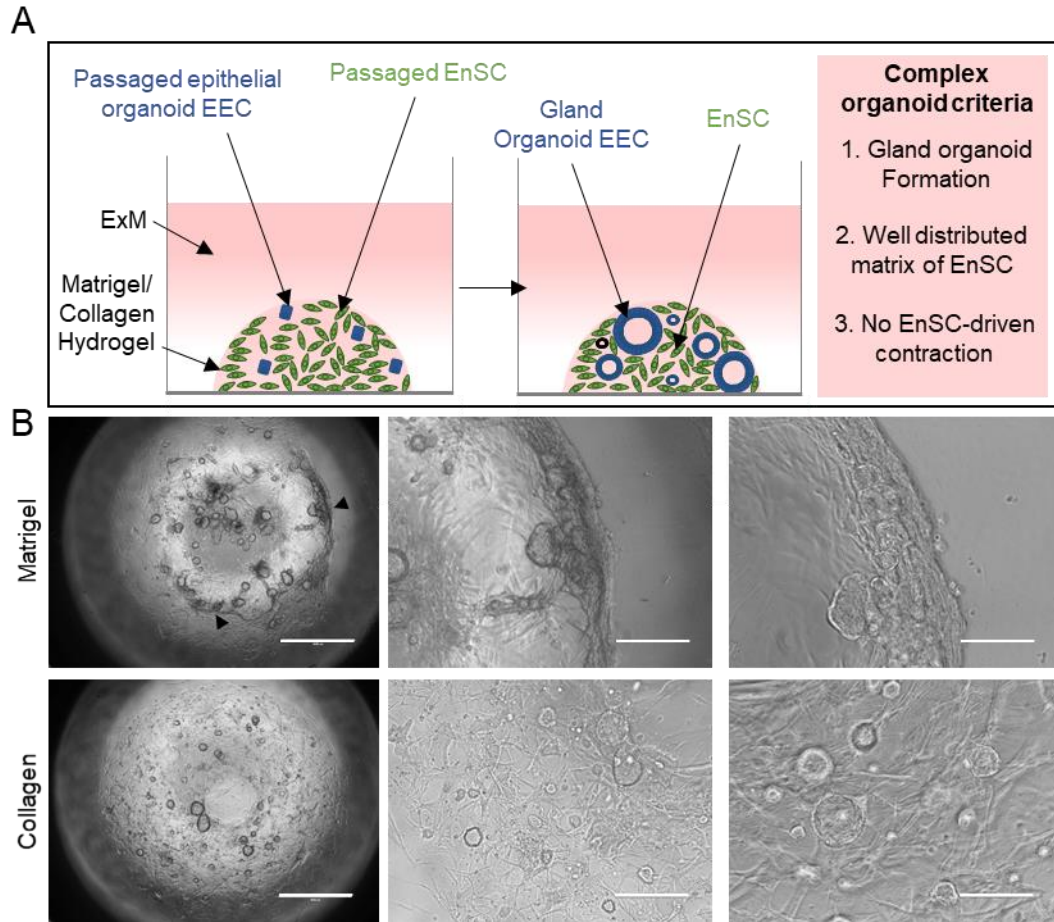 A
Passaged epithelial
organoid EEC
Passaged EnSC
ExM
Matrigel/
Collagen
Hydrogel
Gland
Organoid EEC
EnSC
Complex
organoid criteria
1. Gland organoid
Formation
2. Well distributed
matrix of EnSC
3. No EnSC-driven
contraction
B
Matrigel
Collagen